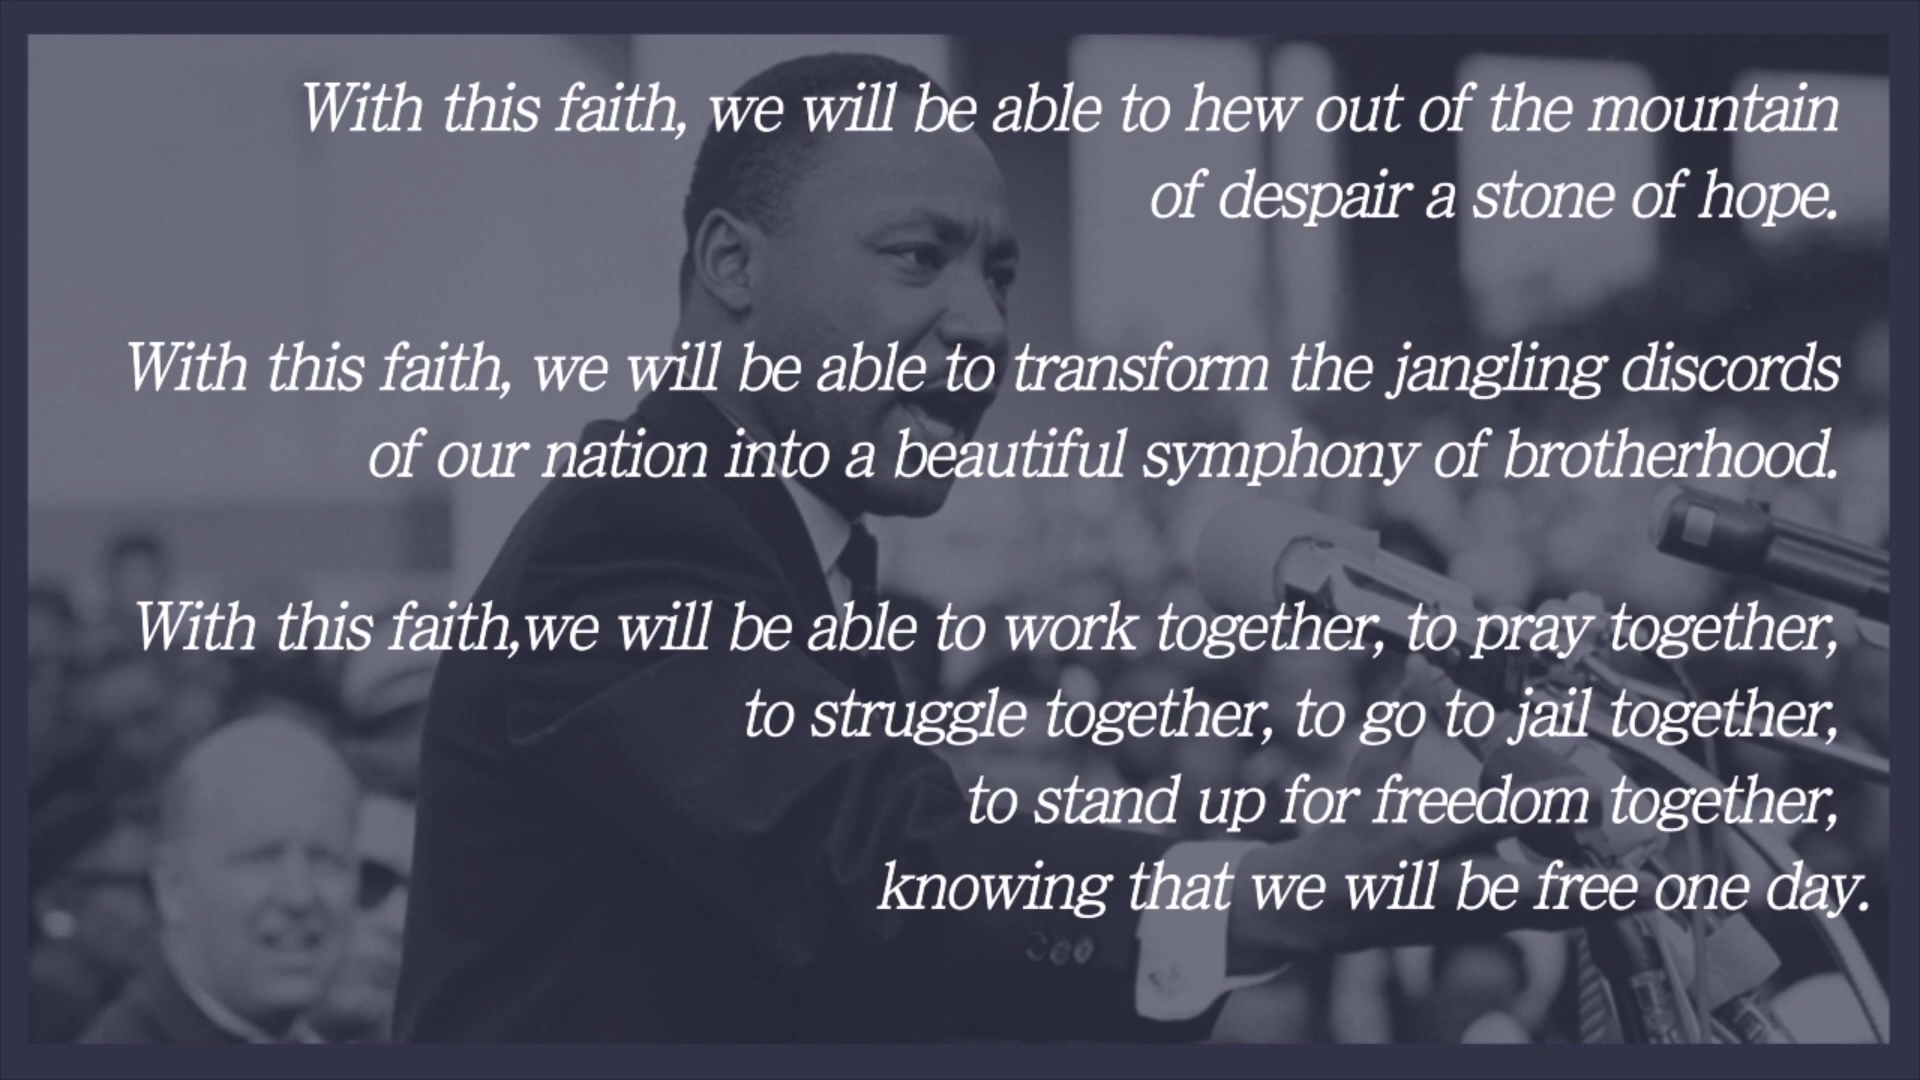 With this faith, we will be able to hew out of the mountain
of despair a stone of hope.
With this faith, we will be able to transform the jangling discords
of our nation into a beautiful symphony of brotherhood.
With this faith,we will be able to work together, to pray together,
to struggle together, to go to jail together,
to stand up for freedom together,
knowing that we will be free one day.